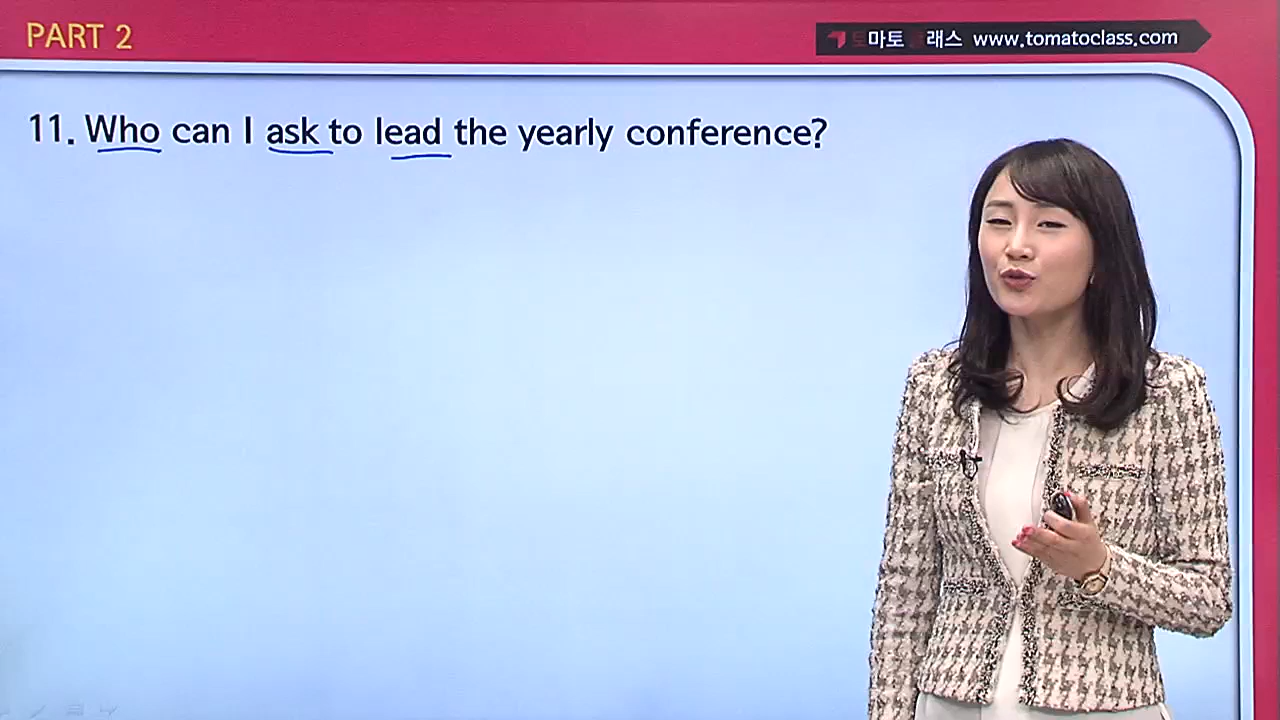 PART 2
토마토클래스 www.tomatoclass.com
11. Who can I ask to lead the yearly conference?